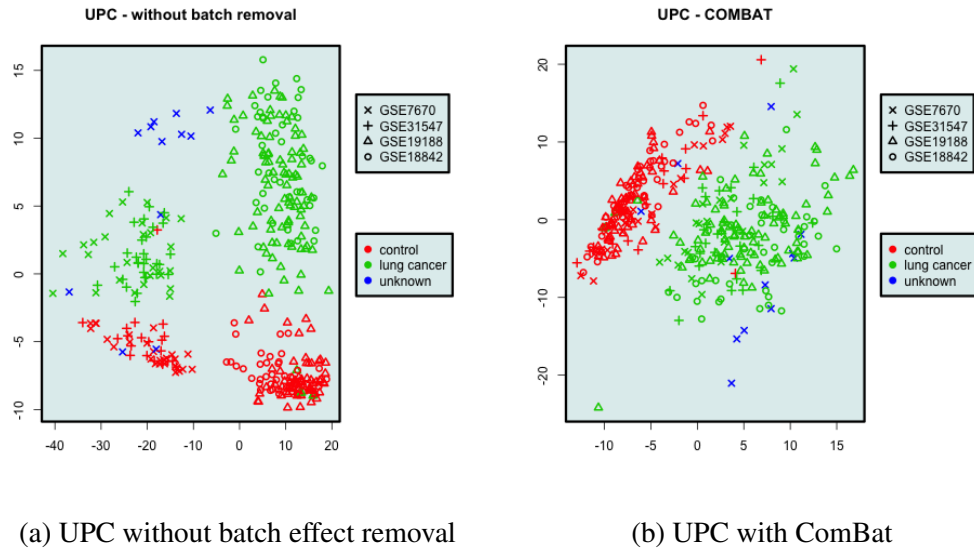 UPC - without batch removal
15
10
5
0
-5
-10
-40
-30
-20
-10
0
10
20
GSE7670
GSE31547
GSE19188
GSE18842
control
lung cancer
unknown
UPC - COMBAT
20
10
0
-10
-20
-10
-5
0
5
10
15
GSE7670
GSE31547
GSE19188
GSE18842
control
lung cancer
unknown
(a) UPC without batch effect removal
(b) UPC with ComBat